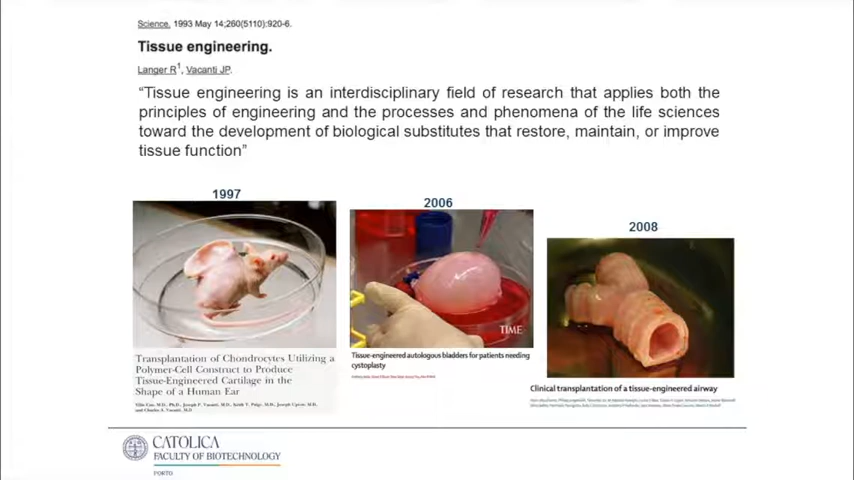 Science. 1993 May 14;260(5110):920-6.
Tissue engineering.
Langer R1, Vacanti JP.
“Tissue engineering is an interdisciplinary field of research that applies both the
principles of engineering and the processes and phenomena of the life sciences
toward the development of biological substitutes that restore, maintain, or improve
tissue function”
1997
2006
2008
TIME
Transplantation of Chondrocytes Utilizing a
Polymer-Cell Construct to Produce
Tissue-Engineered Cartilage in the
Shape of a Human Ear
Tissue-engineered autologous bladders for patients needing
cystoplasty
Clinical transplantation of a tissue-engineered airway
CATOLICA
FACULTY OF BIOTECHNOLOGY
PORTO